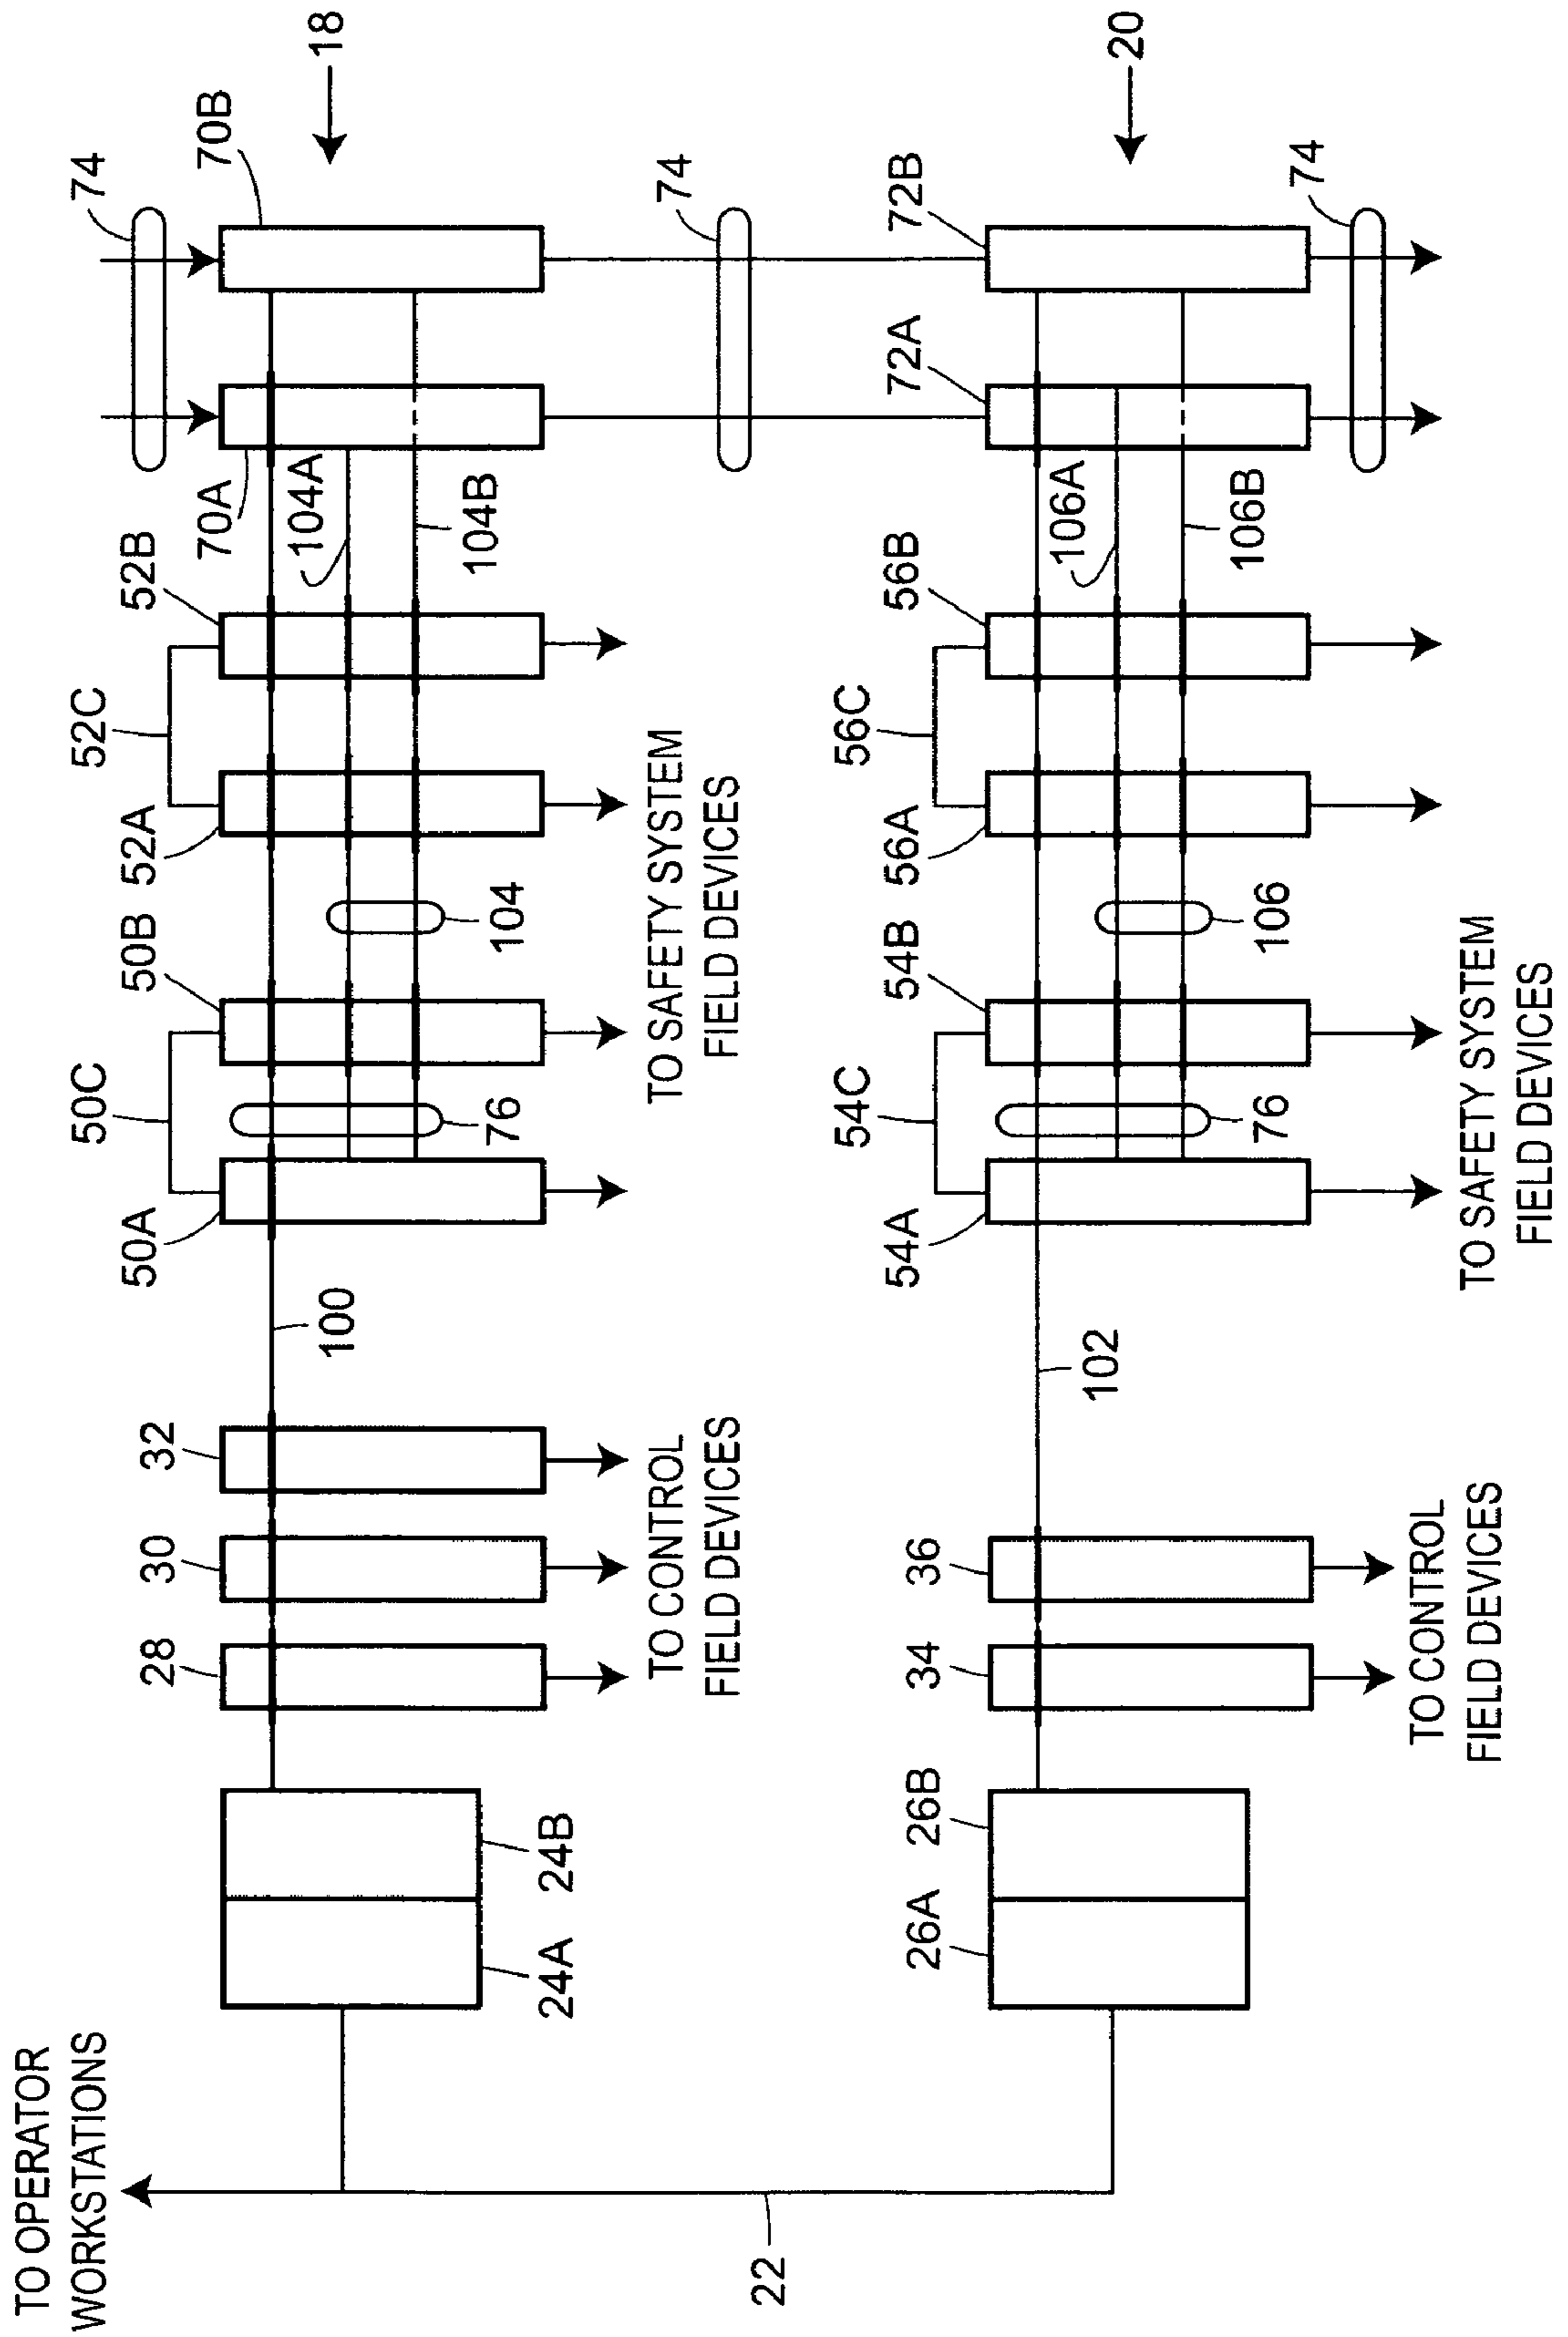 TO OPERATOR
WORKSTATIONS
22
24A
24B
28
30
32
TO CONTROL
FIELD DEVICES
100
50A
50C
50B
76
104
52A
52C
52B
TO SAFETY SYSTEM
FIELD DEVICES
70A
104A
104B
70B
74
18
74
26A
26B
34
36
TO CONTROL
FIELD DEVICES
102
54A
54C
54B
76
106
56A
56C
56B
TO SAFETY SYSTEM
FIELD DEVICES
106A
106B
72A
72B
74
20